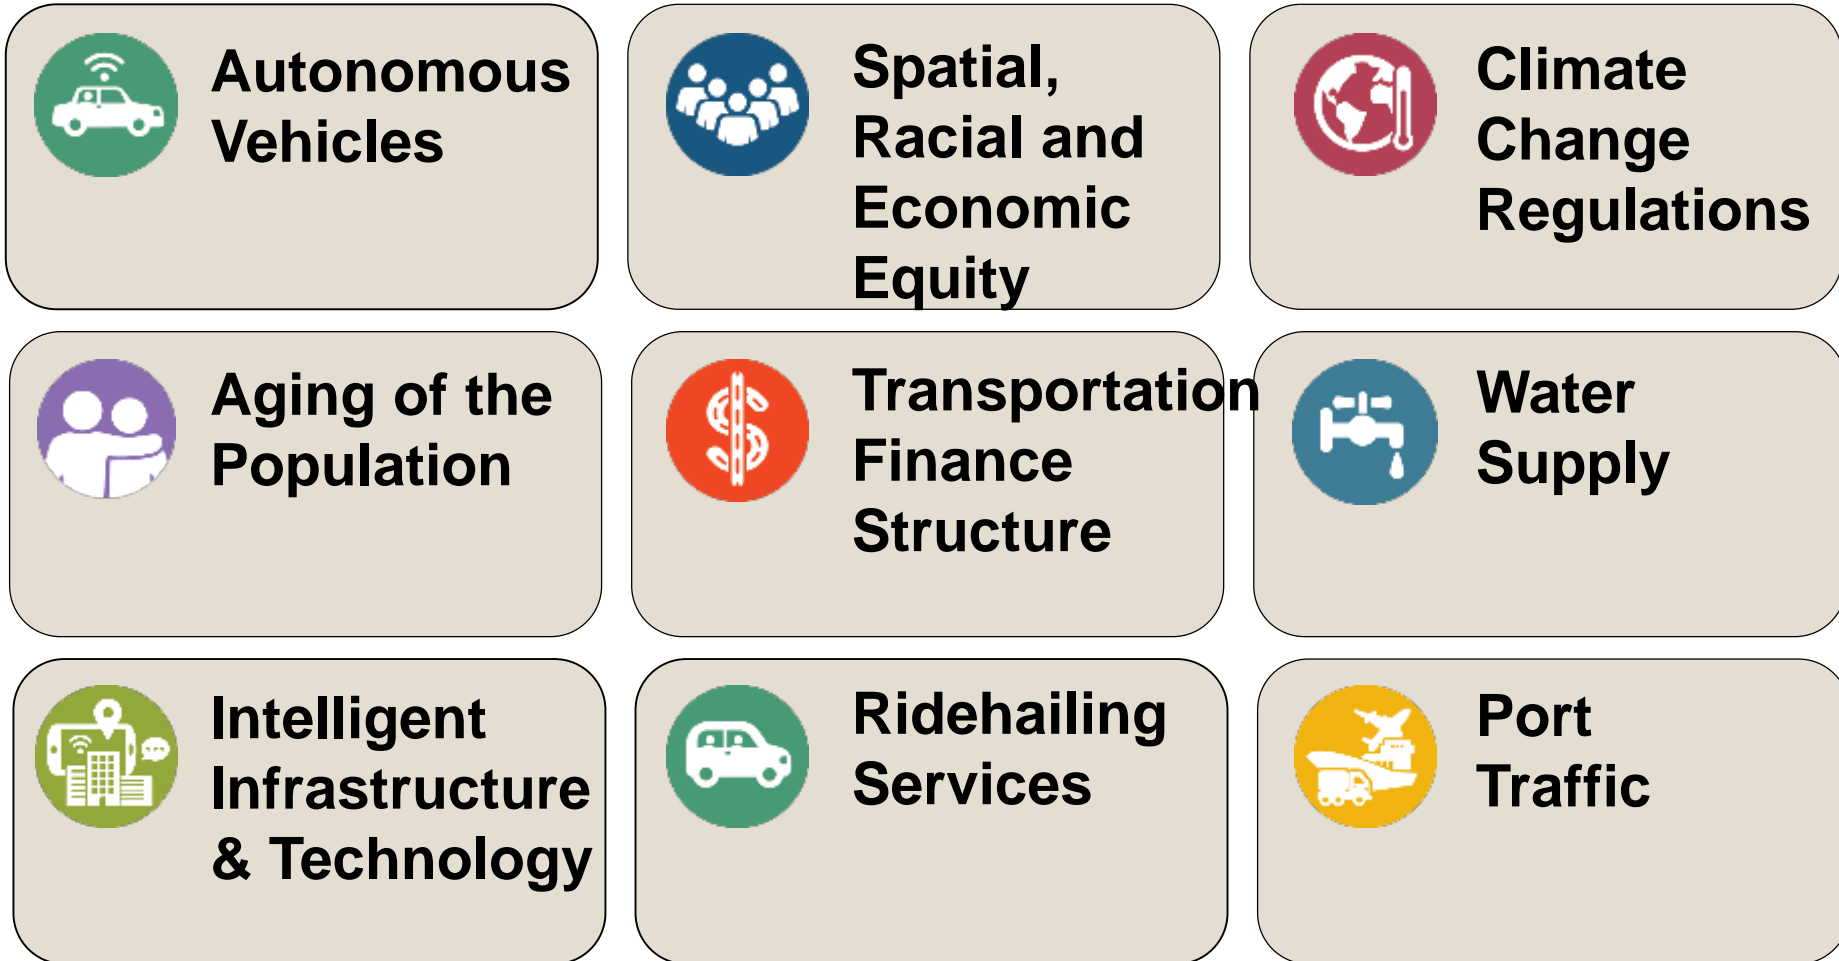 Autonomous
Vehicles
Spatial,
Racial and
Economic
Equity
Climate
Change
Regulations
Aging of the
Population
Transportation
Finance
Structure
Water
Supply
Intelligent
Infrastructure
& Technology
Ridehailing
Services
Port
Traffic